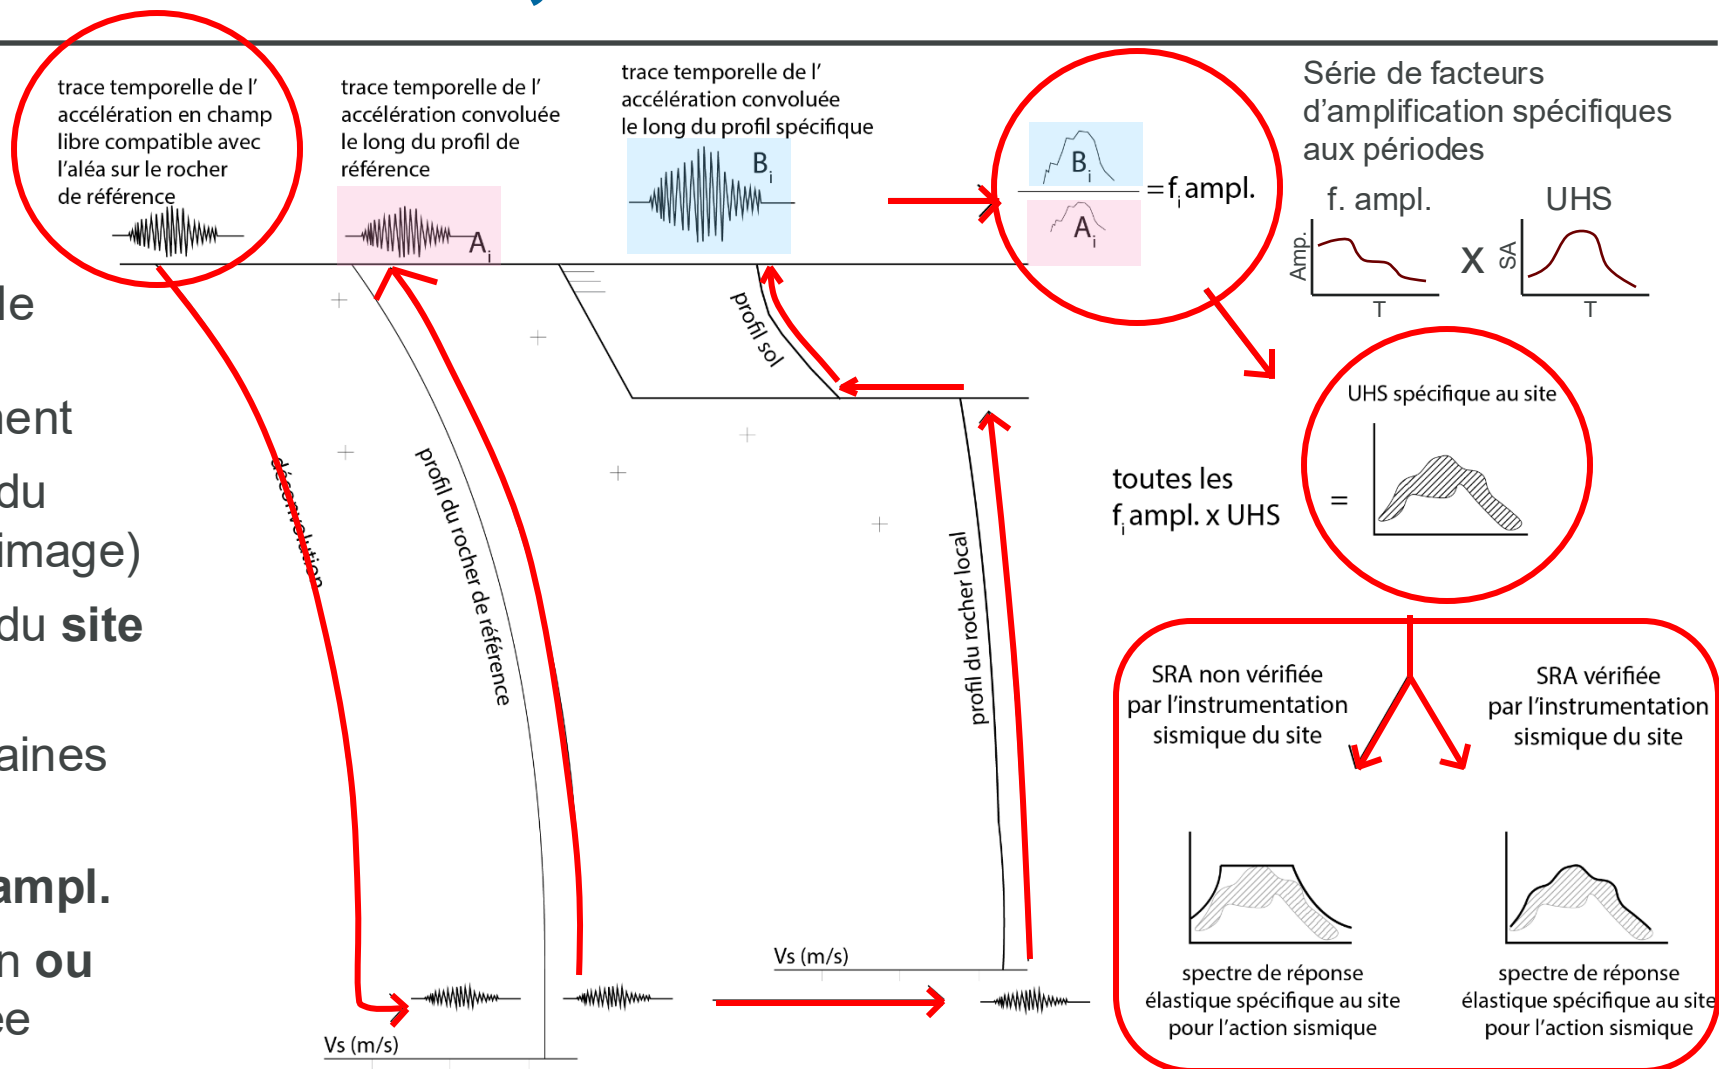 trace temporelle de l’
accélération en champ
libre compatible avec
l’aléa sur le rocher
de référence
trace temporelle de l’
accélération convoluée
le long du profil de
référence
A i
trace temporelle de l’
accélération convoluée
le long du profil spécifique
B i
B i
A i
= f i ampl.
Série de facteurs
d’amplification spécifiques
aux périodes
f. ampl.
UHS
Amp.
T
X
SA
T
le
ment
du
image)
du site
aines
ampl.
n ou
ée
déconvolution
profil du rocher de référence
profil sol
profil du rocher local
Vs (m/s)
Vs (m/s)
UHS spécifique au site
toutes les
f i ampl. x UHS
=
SRA non vérifiée
par l’instrumentation
sismique du site
SRA vérifiée
par l’instrumentation
sismique du site
spectre de réponse
élastique spécifique au site
pour l’action sismique
spectre de réponse
élastique spécifique au site
pour l’action sismique